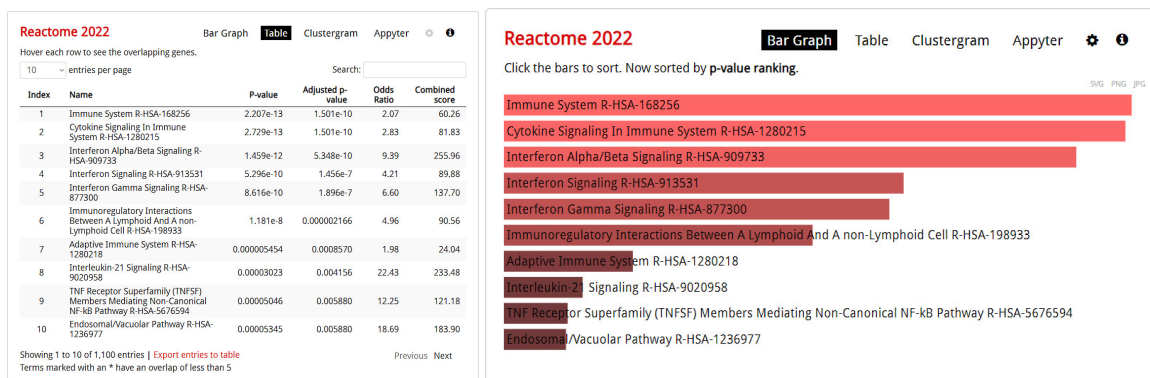 Reactome 2022
Bar Graph Table Clustergram Appyter
Hover each row to see the overlapping genes.
10 entries per page Search:
Index Name P-value Adjusted p-value Odds Ratio Combined score
1 Immune System R-HSA-168256 2.207e-13 1.501e-10 2.07 60.26
2 Cytokine Signaling In Immune System R-HSA-1280215 2.729e-13 1.501e-10 2.83 81.83
3 Interferon Alpha/Beta Signaling R-HSA-909733 1.459e-12 5.348e-10 9.39 255.96
4 Interferon Signaling R-HSA-913531 5.296e-10 1.456e-7 4.21 89.88
5 Interferon Gamma Signaling R-HSA-877300 8.616e-10 1.896e-7 6.60 137.70
6 Immunoregulatory Interactions Between A Lymphoid And A non-Lymphoid Cell R-HSA-198933 1.181e-8 0.000002166 4.96 90.56
7 Adaptive Immune System R-HSA-1280218 0.000005454 0.0008570 1.98 24.04
8 Interleukin-21 Signaling R-HSA-9020958 0.00003023 0.004156 22.43 233.48
9 TNF Receptor Superfamily (TNFSF) Members Mediating Non-Canonical NF-kB Pathway R-HSA-5676594 0.00005046 0.005880 12.25 121.18
10 Endosomal/Vacuolar Pathway R-HSA-1236977 0.00005345 0.005880 18.69 183.90
Showing 1 to 10 of 1,100 entries | Export entries to table Previous Next
Terms marked with an * have an overlap of less than 5
Reactome 2022
Bar Graph Table Clustergram Appyter
Click the bars to sort. Now sorted by p-value ranking.
SVG PNG JPG
Immune System R-HSA-168256
Cytokine Signaling In Immune System R-HSA-1280215
Interferon Alpha/Beta Signaling R-HSA-909733
Interferon Signaling R-HSA-913531
Interferon Gamma Signaling R-HSA-877300
Immunoregulatory Interactions Between A Lymphoid And A non-Lymphoid Cell R-HSA-198933
Adaptive Immune System R-HSA-1280218
Interleukin-21 Signaling R-HSA-9020958
TNF Receptor Superfamily (TNFSF) Members Mediating Non-Canonical NF-kB Pathway R-HSA-5676594
Endosomal/Vacuolar Pathway R-HSA-1236977